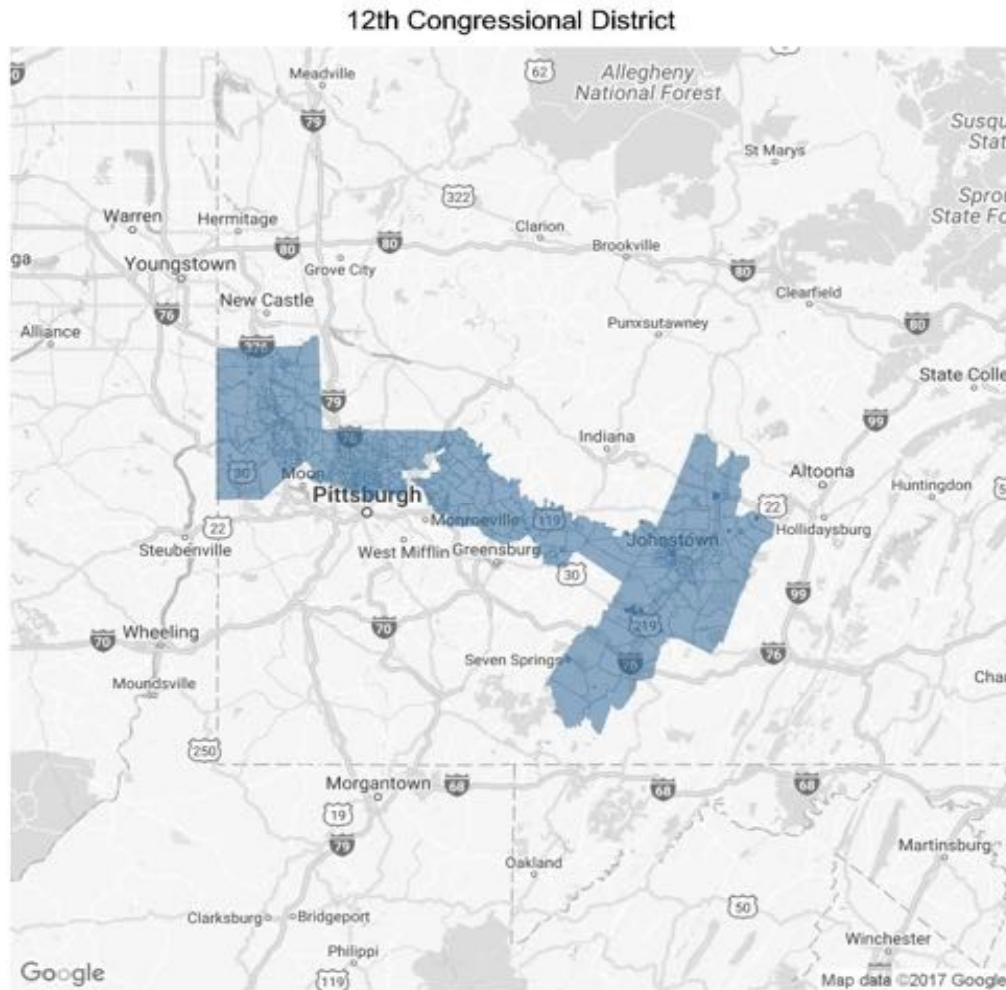 12th Congressional District
Meadville
62
Allegheny
National Forest
79
St Marys
Susqu
Stat
322
Spro
State Fo
Warren
Hermitage
Clarion
80
80
Brookville
ga
Youngstown
Grove City
80
New Castle
Clearfield
76
Punxsutawney
80
Alliance
376
State Colle
79
99
76
Indiana
30
Moon
Altoona
Huntingdon
Pittsburgh
22
5
22
Monroeville
119
Hollidaysburg
Steubenville
West Mifflin
Greensburg
Johnstown
30
99
Wheeling
70
219
70
Seven Springs
76
76
Moundsville
Char
250
Morgantown
68
68
68
19
79
Martinsburg
Oakland
Clarksburg
Bridgeport
50
Philippi
Winchester
119
Google
Map data ©2017 Google